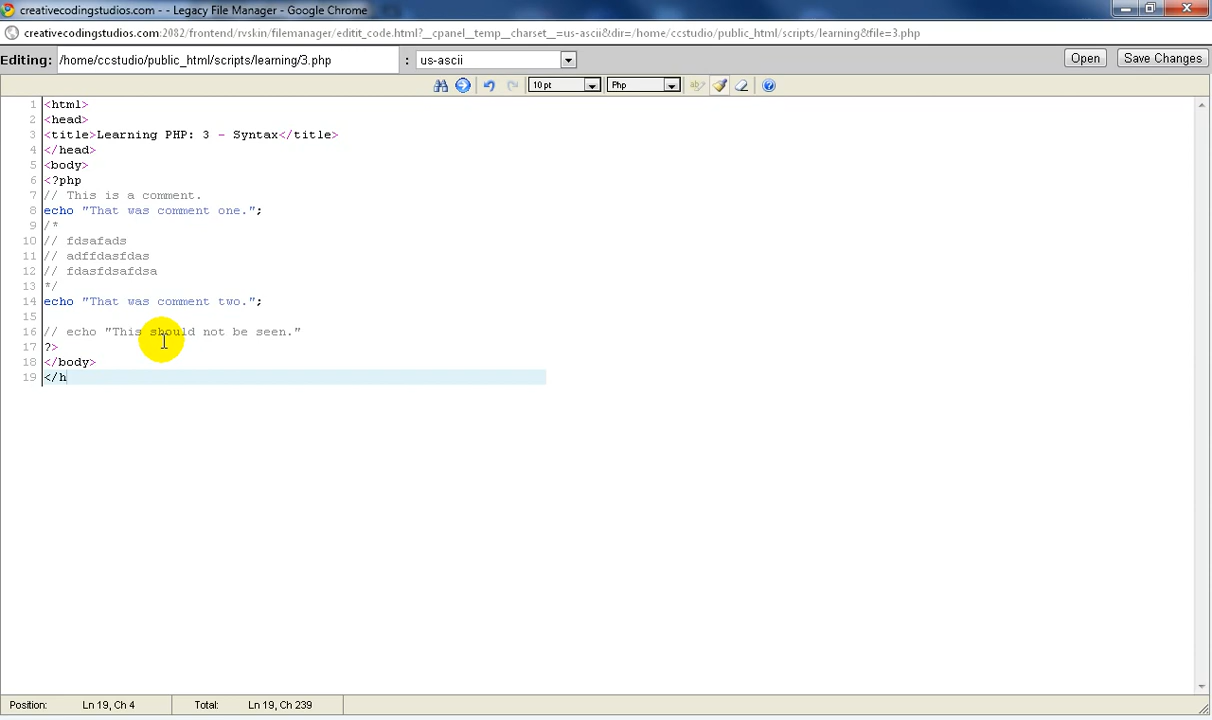 creativecodingstudios.com - - Legacy File Manager - Google Chrome
creativecodingstudios.com:2082/frontend/rvskin/filemanager/editit_code.html?__cpanel__temp__charset__=us-ascii&dir=/home/ccstudio/public_html/scripts/learning&file=3.php
Editing: /home/ccstudio/public_html/scripts/learning/3.php : us-ascii Open Save Changes
10 pt Php
1 <html>
2 <head>
3 <title>Learning PHP: 3 - Syntax</title>
4 </head>
5 <body>
6 <?php
7 // This is a comment.
8 echo "That was comment one.";
9 /*
10 // fdsafads
11 // adffdasfdas
12 // fdasfdsafdsa
13 */
14 echo "That was comment two.";
15
16 // echo "This should not be seen."
17 ?>
18 </body>
19 </h
Position: Ln 19, Ch 4 Total: Ln 19, Ch 239